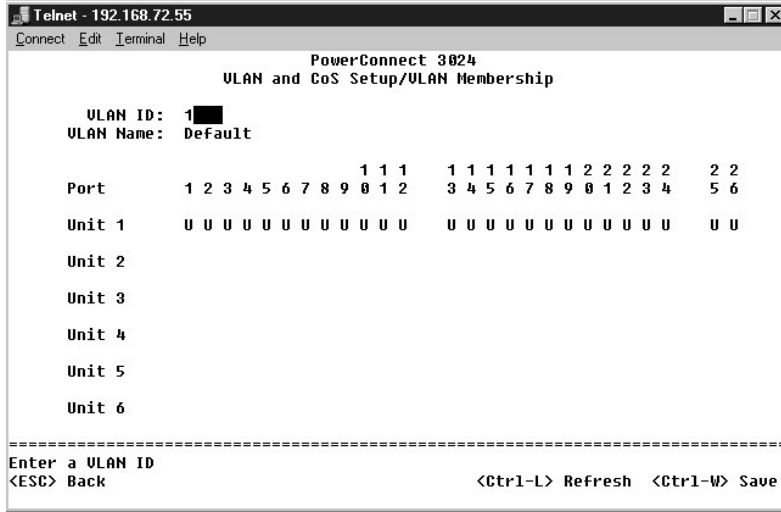 Telnet - 192.168.72.55
Connect Edit Terminal Help
PowerConnect 3024
VLAN and CoS Setup/VLAN Membership
VLAN ID: 1
VLAN Name: Default
1 1 1 1 1 1 1 1 1 1 2 2 2 2 2 2 2
Port 1 2 3 4 5 6 7 8 9 0 1 2 3 4 5 6 7 8 9 0 1 2 3 4 5 6
Unit 1 U U U U U U U U U U U U U U U U U U U U U U U U U U
Unit 2
Unit 3
Unit 4
Unit 5
Unit 6
================================================================================
Enter a VLAN ID
<ESC> Back <Ctrl-L> Refresh <Ctrl-W> Save